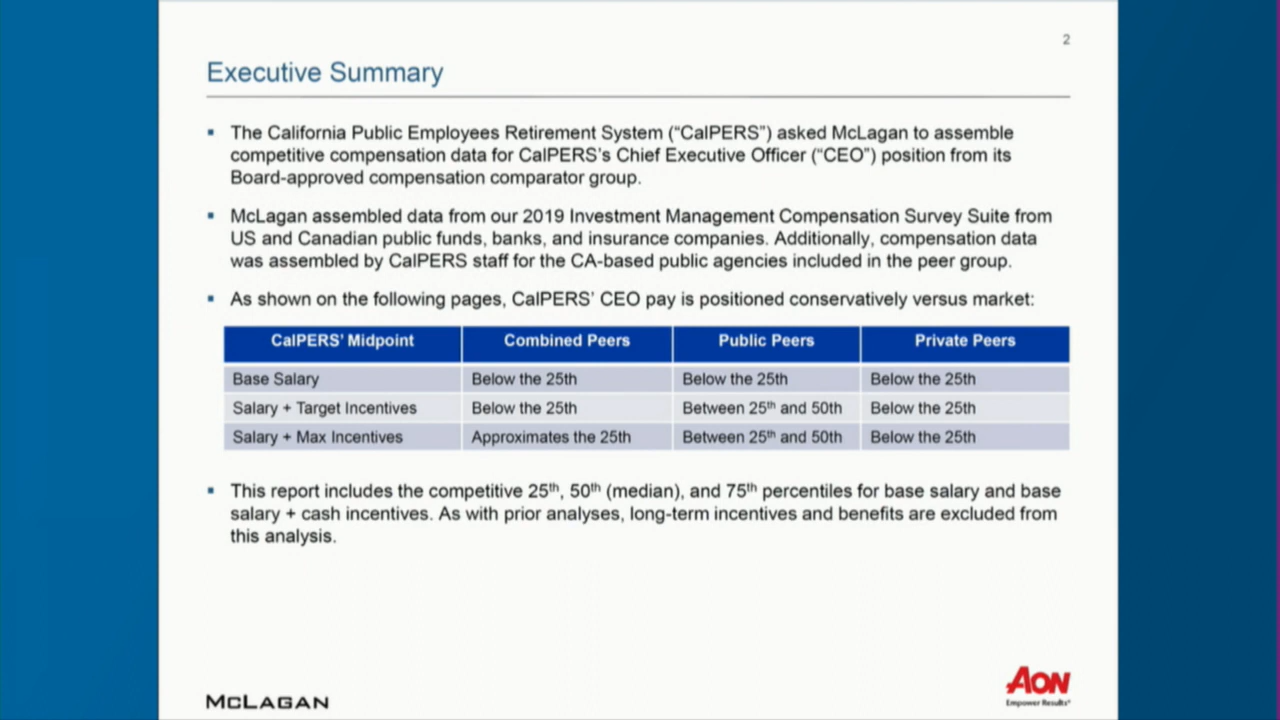 2
Executive Summary
▪ The California Public Employees Retirement System (“CalPERS”) asked McLagan to assemble
competitive compensation data for CalPERS’s Chief Executive Officer (“CEO”) position from its
Board-approved compensation comparator group.
▪ McLagan assembled data from our 2019 Investment Management Compensation Survey Suite from
US and Canadian public funds, banks, and insurance companies. Additionally, compensation data
was assembled by CalPERS staff for the CA-based public agencies included in the peer group.
▪ As shown on the following pages, CalPERS’ CEO pay is positioned conservatively versus market:
CalPERS’ Midpoint Combined Peers Public Peers Private Peers
Base Salary Below the 25th Below the 25th Below the 25th
Salary + Target Incentives Below the 25th Between 25th and 50th Below the 25th
Salary + Max Incentives Approximates the 25th Between 25th and 50th Below the 25th
▪ This report includes the competitive 25th, 50th (median), and 75th percentiles for base salary and base
salary + cash incentives. As with prior analyses, long-term incentives and benefits are excluded from
this analysis.
McLAGAN
AON
Empower Results®